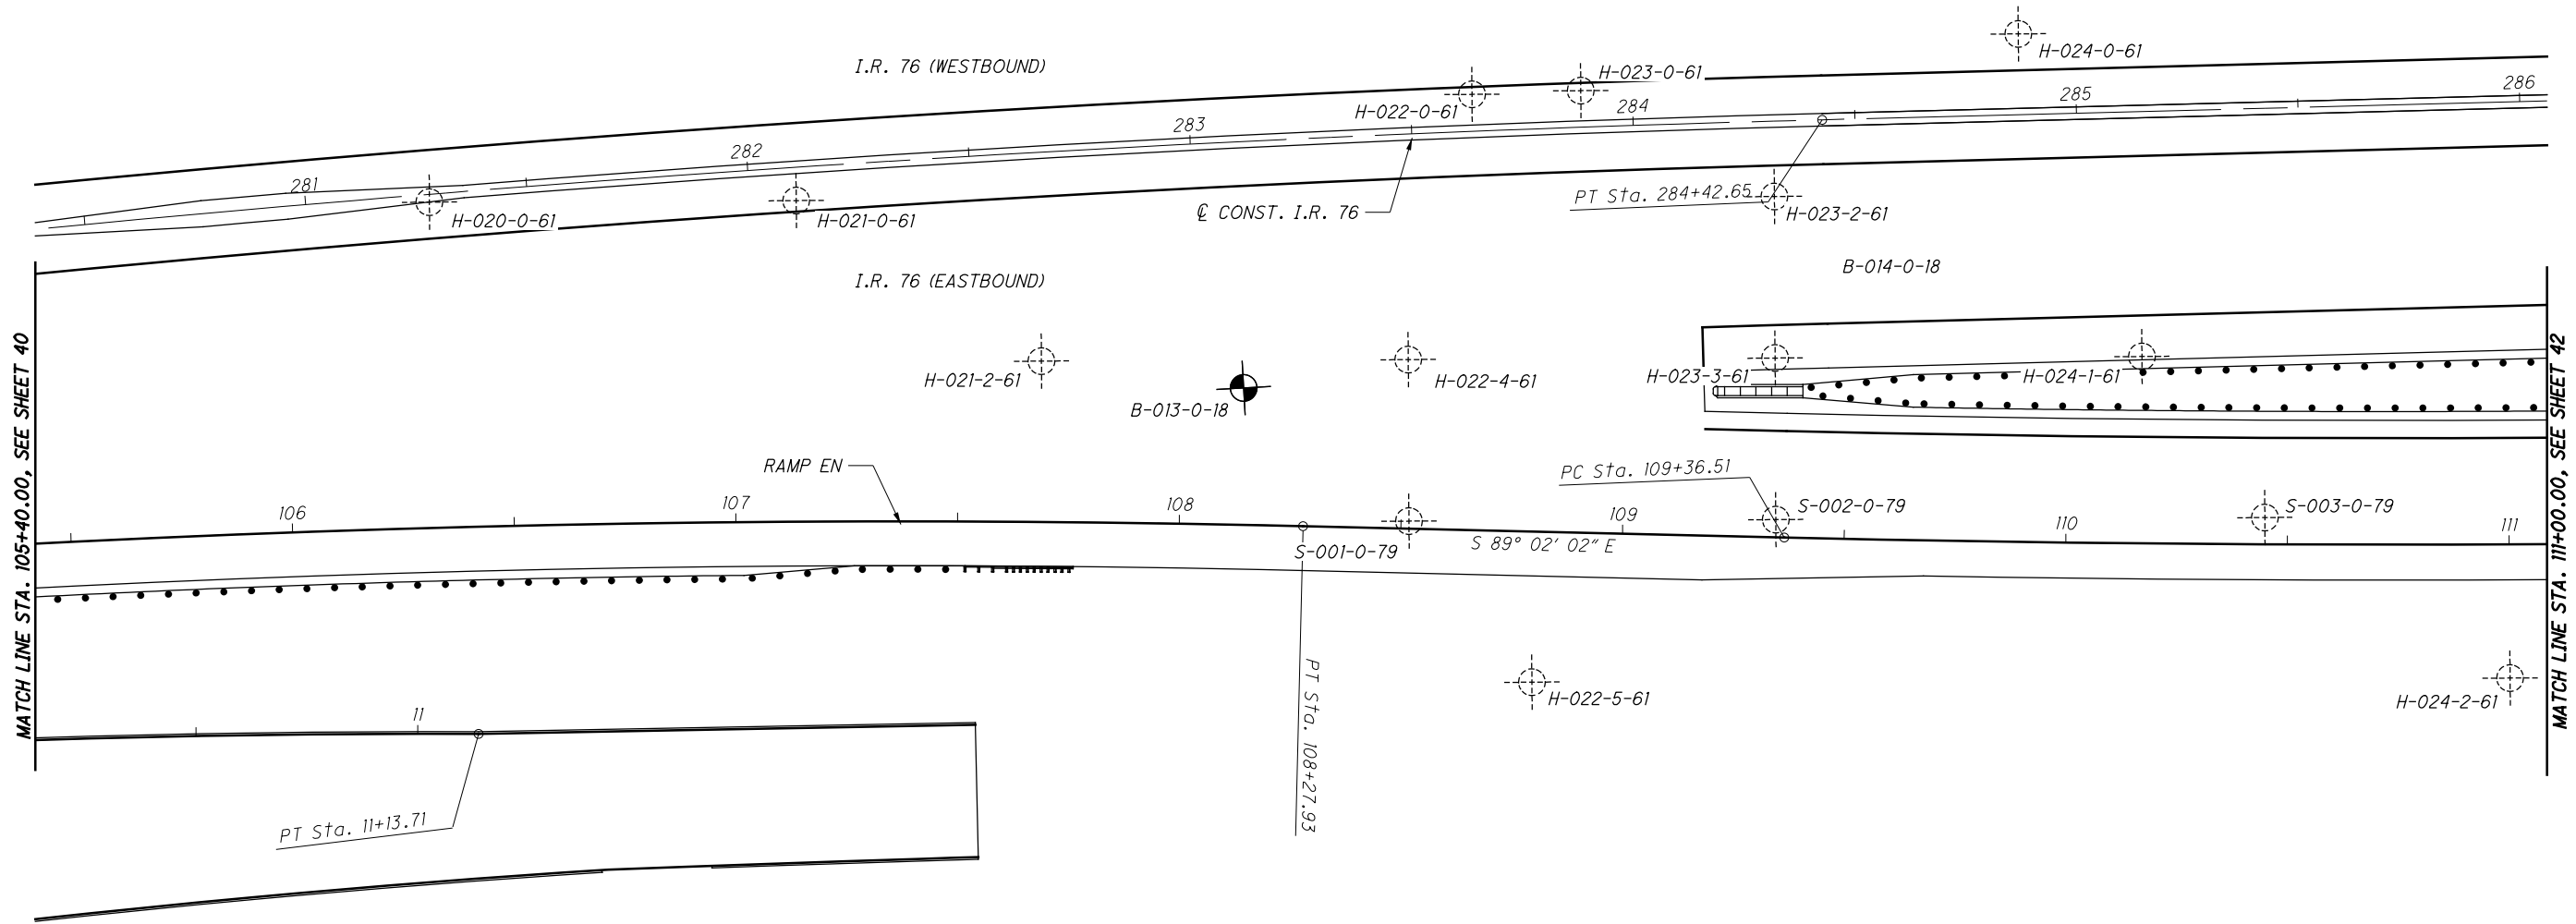 H-024-0-61
I.R. 76 (WESTBOUND)
H-023-0-61
286
285
H-022-0-61
284
283
282
281
PT Sta. 284+42.65
H-020-0-61
H-021-0-61
℄ CONST. I.R. 76
H-023-2-61
I.R. 76 (EASTBOUND)
B-014-0-18
MATCH LINE STA. 105+40.00, SEE SHEET 40
MATCH LINE STA. 111+00.00, SEE SHEET 42
H-021-2-61
H-022-4-61
H-023-3-61
H-024-1-61
B-013-0-18
RAMP EN
PC Sta. 109+36.51
106
107
108
109
S-002-0-79
110
S-003-0-79
111
S-001-0-79
S 89° 02' 02" E
H-022-5-61
H-024-2-61
11
PT Sta. 108+27.93
PT Sta. 11+13.71